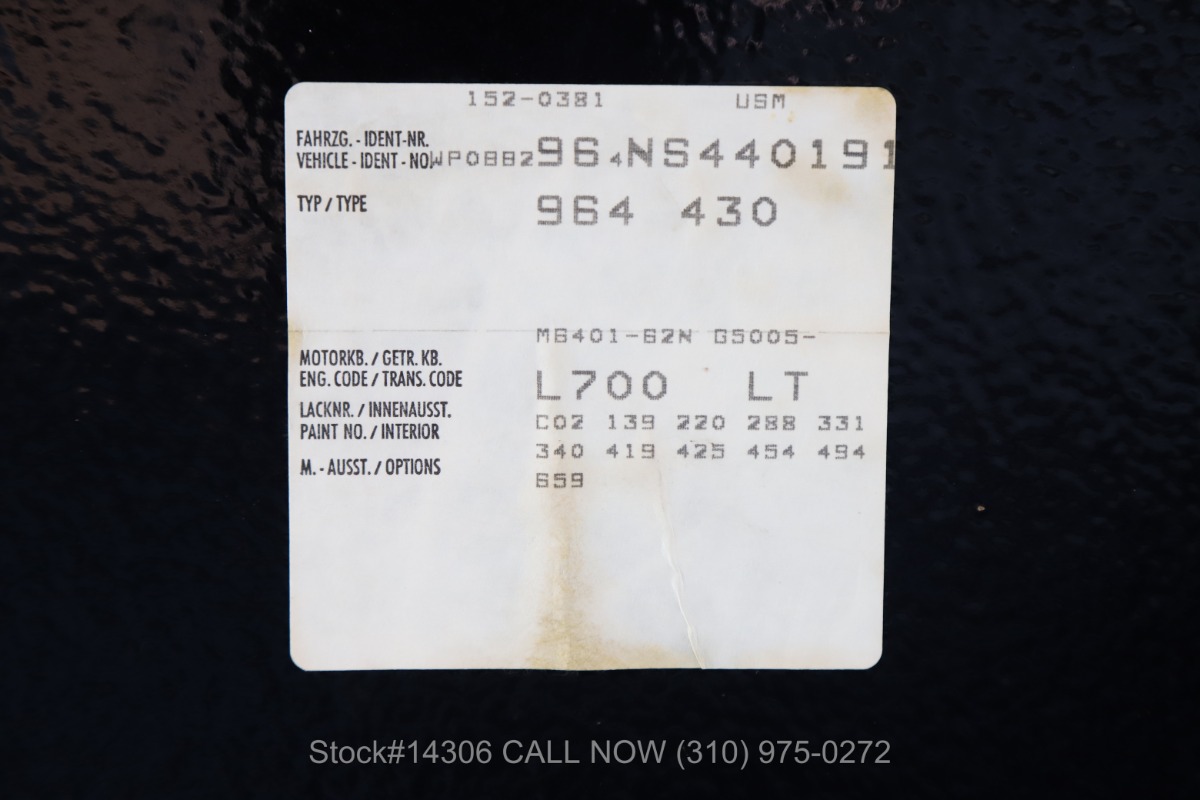 152-0381 USM
FAHRZG. - IDENT-NR.
VEHICLE - IDENT - NO. WP0BB2964NS440191
TYP / TYPE 964 430
M6401-62N G5005-
MOTORKB. / GETR. KB.
ENG. CODE / TRANS. CODE L700 LT
LACKNR. / INNENAUSST. C02 139 220 288 331
PAINT NO. / INTERIOR 340 419 425 454 494
M. - AUSST. / OPTIONS 659
Stock#14306 CALL NOW (310) 975-0272